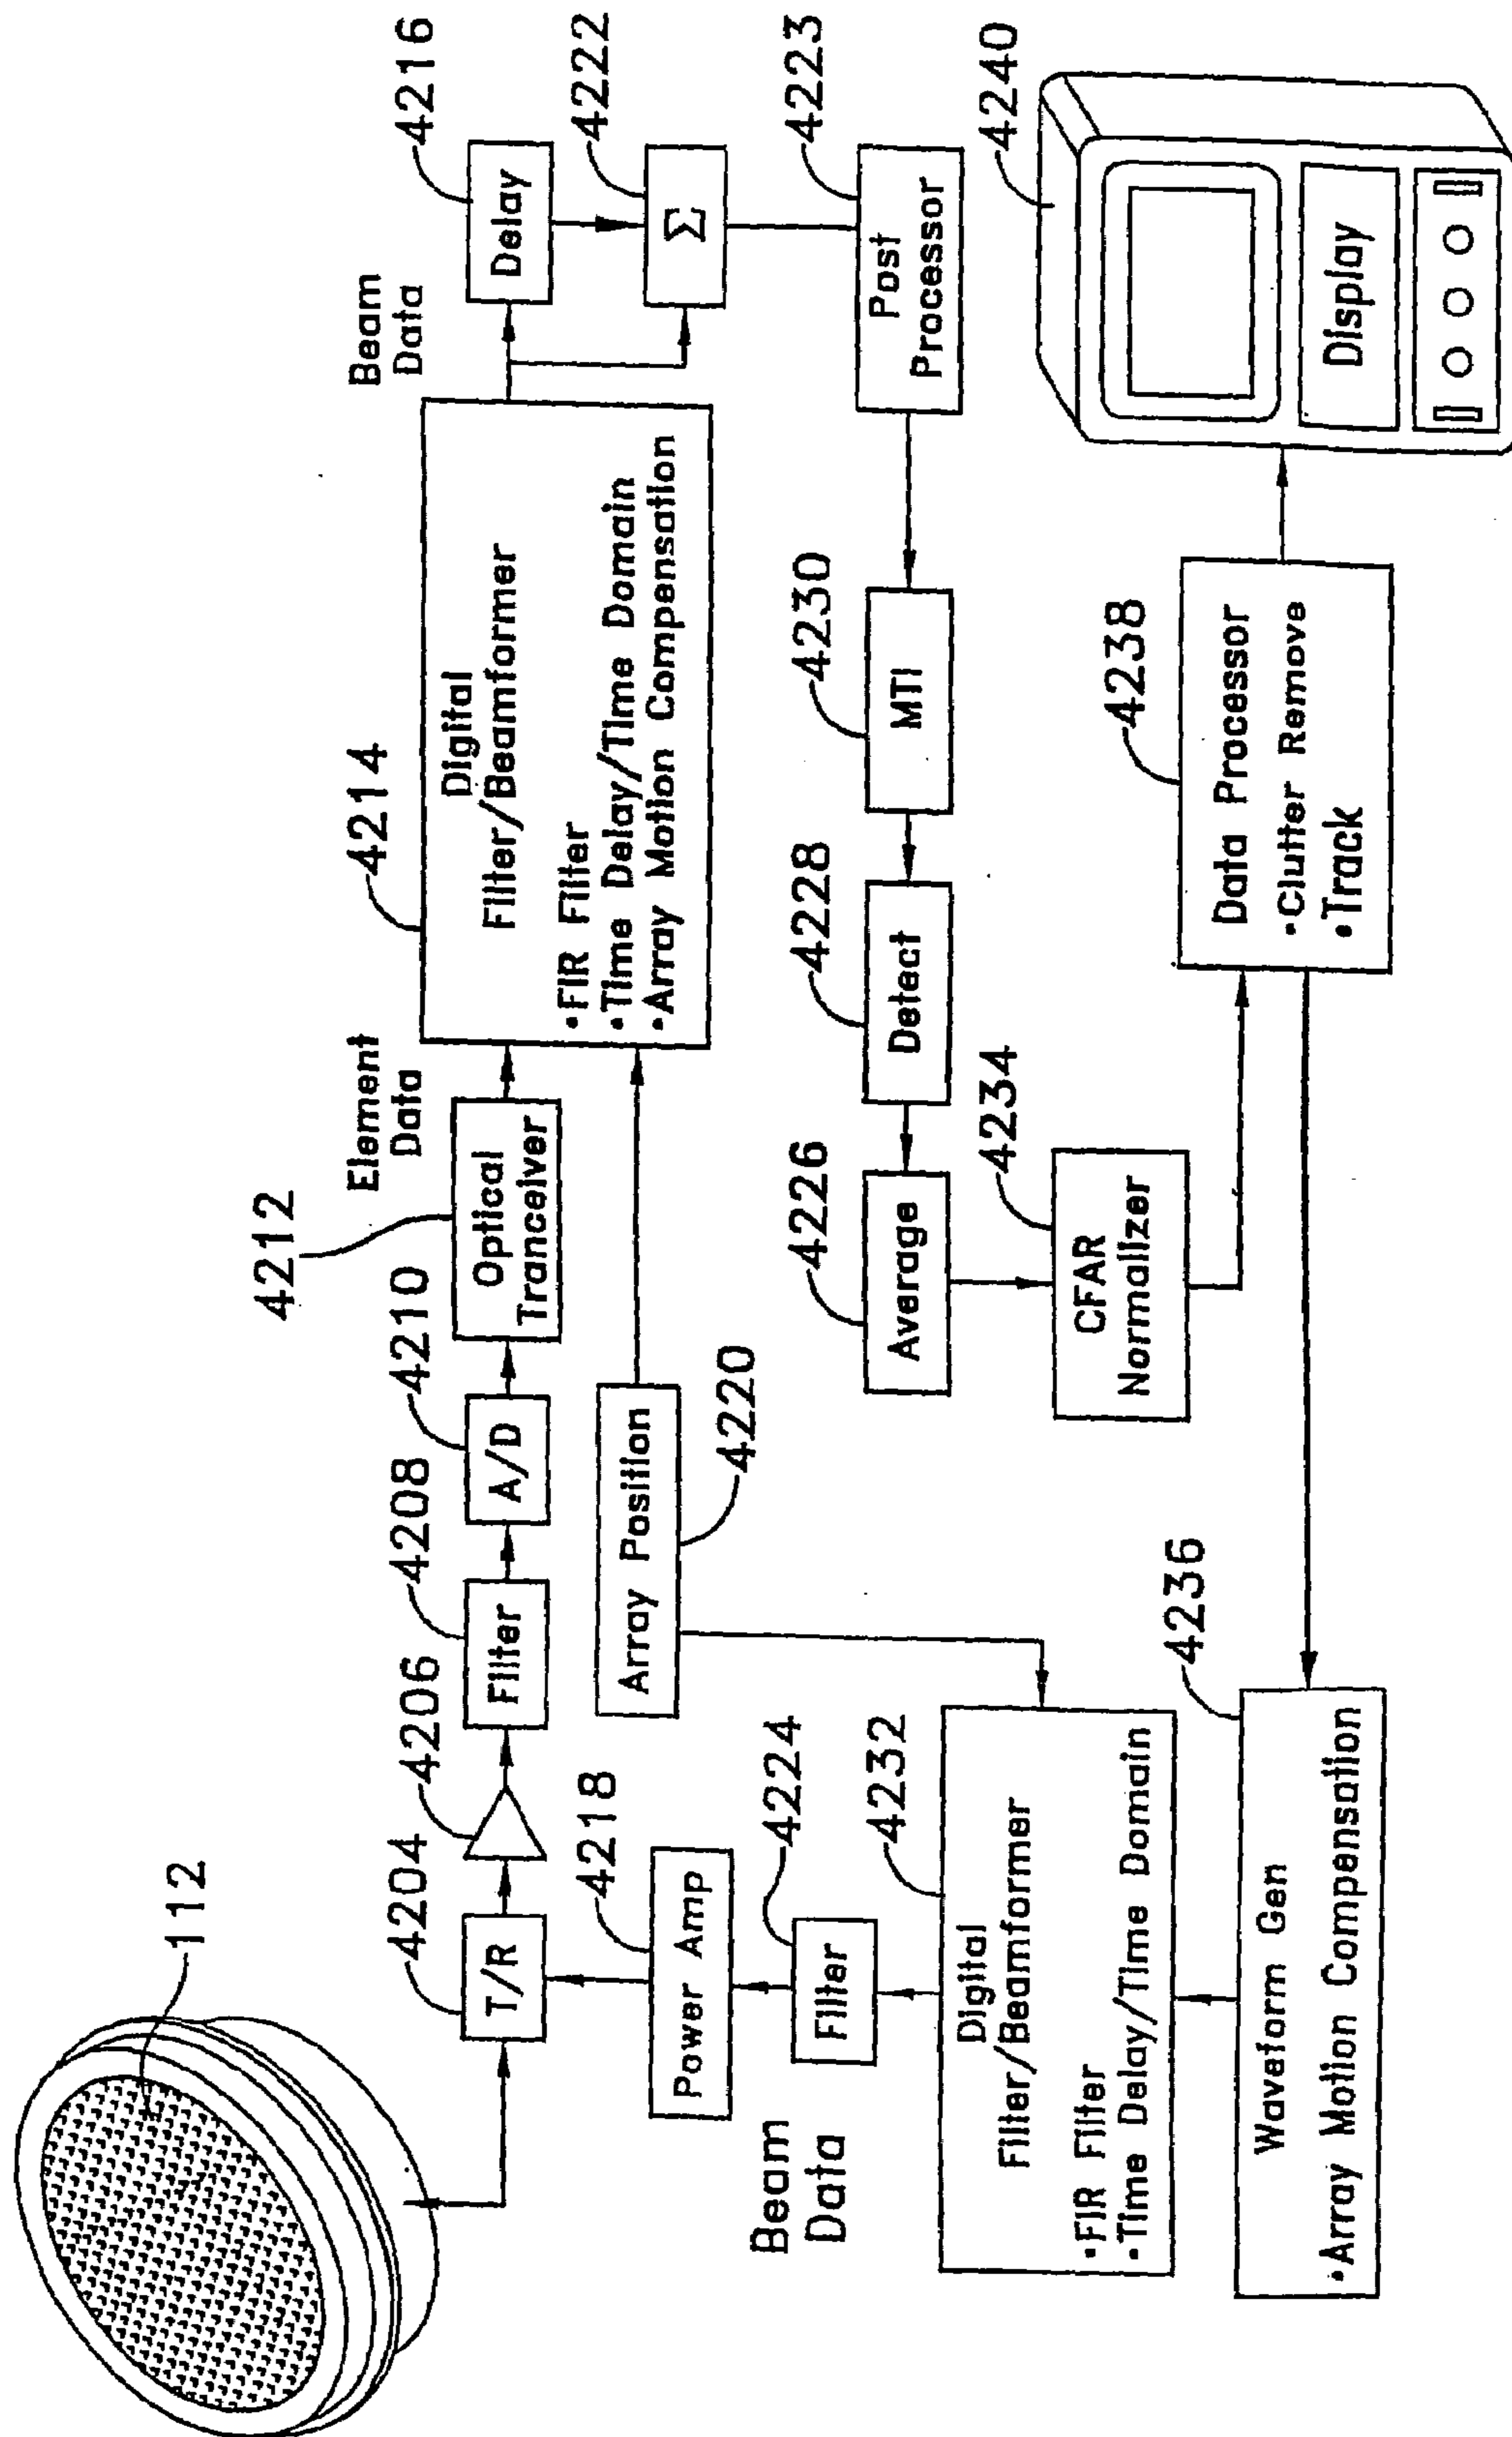 112
4204
T/R
4206
4208
Filter
4210
A/D
4212
Optical
Tranceiver
Element
Data
4214
Digital
Filter/Beamformer
•FIR Filter
•Time Delay/Time Domain
•Array Motion Compensation
Beam
Data
4216
Delay
4222
Σ
4218
Power Amp
Array Position
4220
4223
Post
Processor
4224
Filter
Beam
Data
4226
Average
4228
Detect
4230
MTI
4232
Digital
Filter/Beamformer
•FIR Filter
•Time Delay/Time Domain
4234
CFAR
Normalizer
4236
Waveform Gen
•Array Motion Compensation
4238
Data Processor
•Clutter Remove
•Track
4240
Display